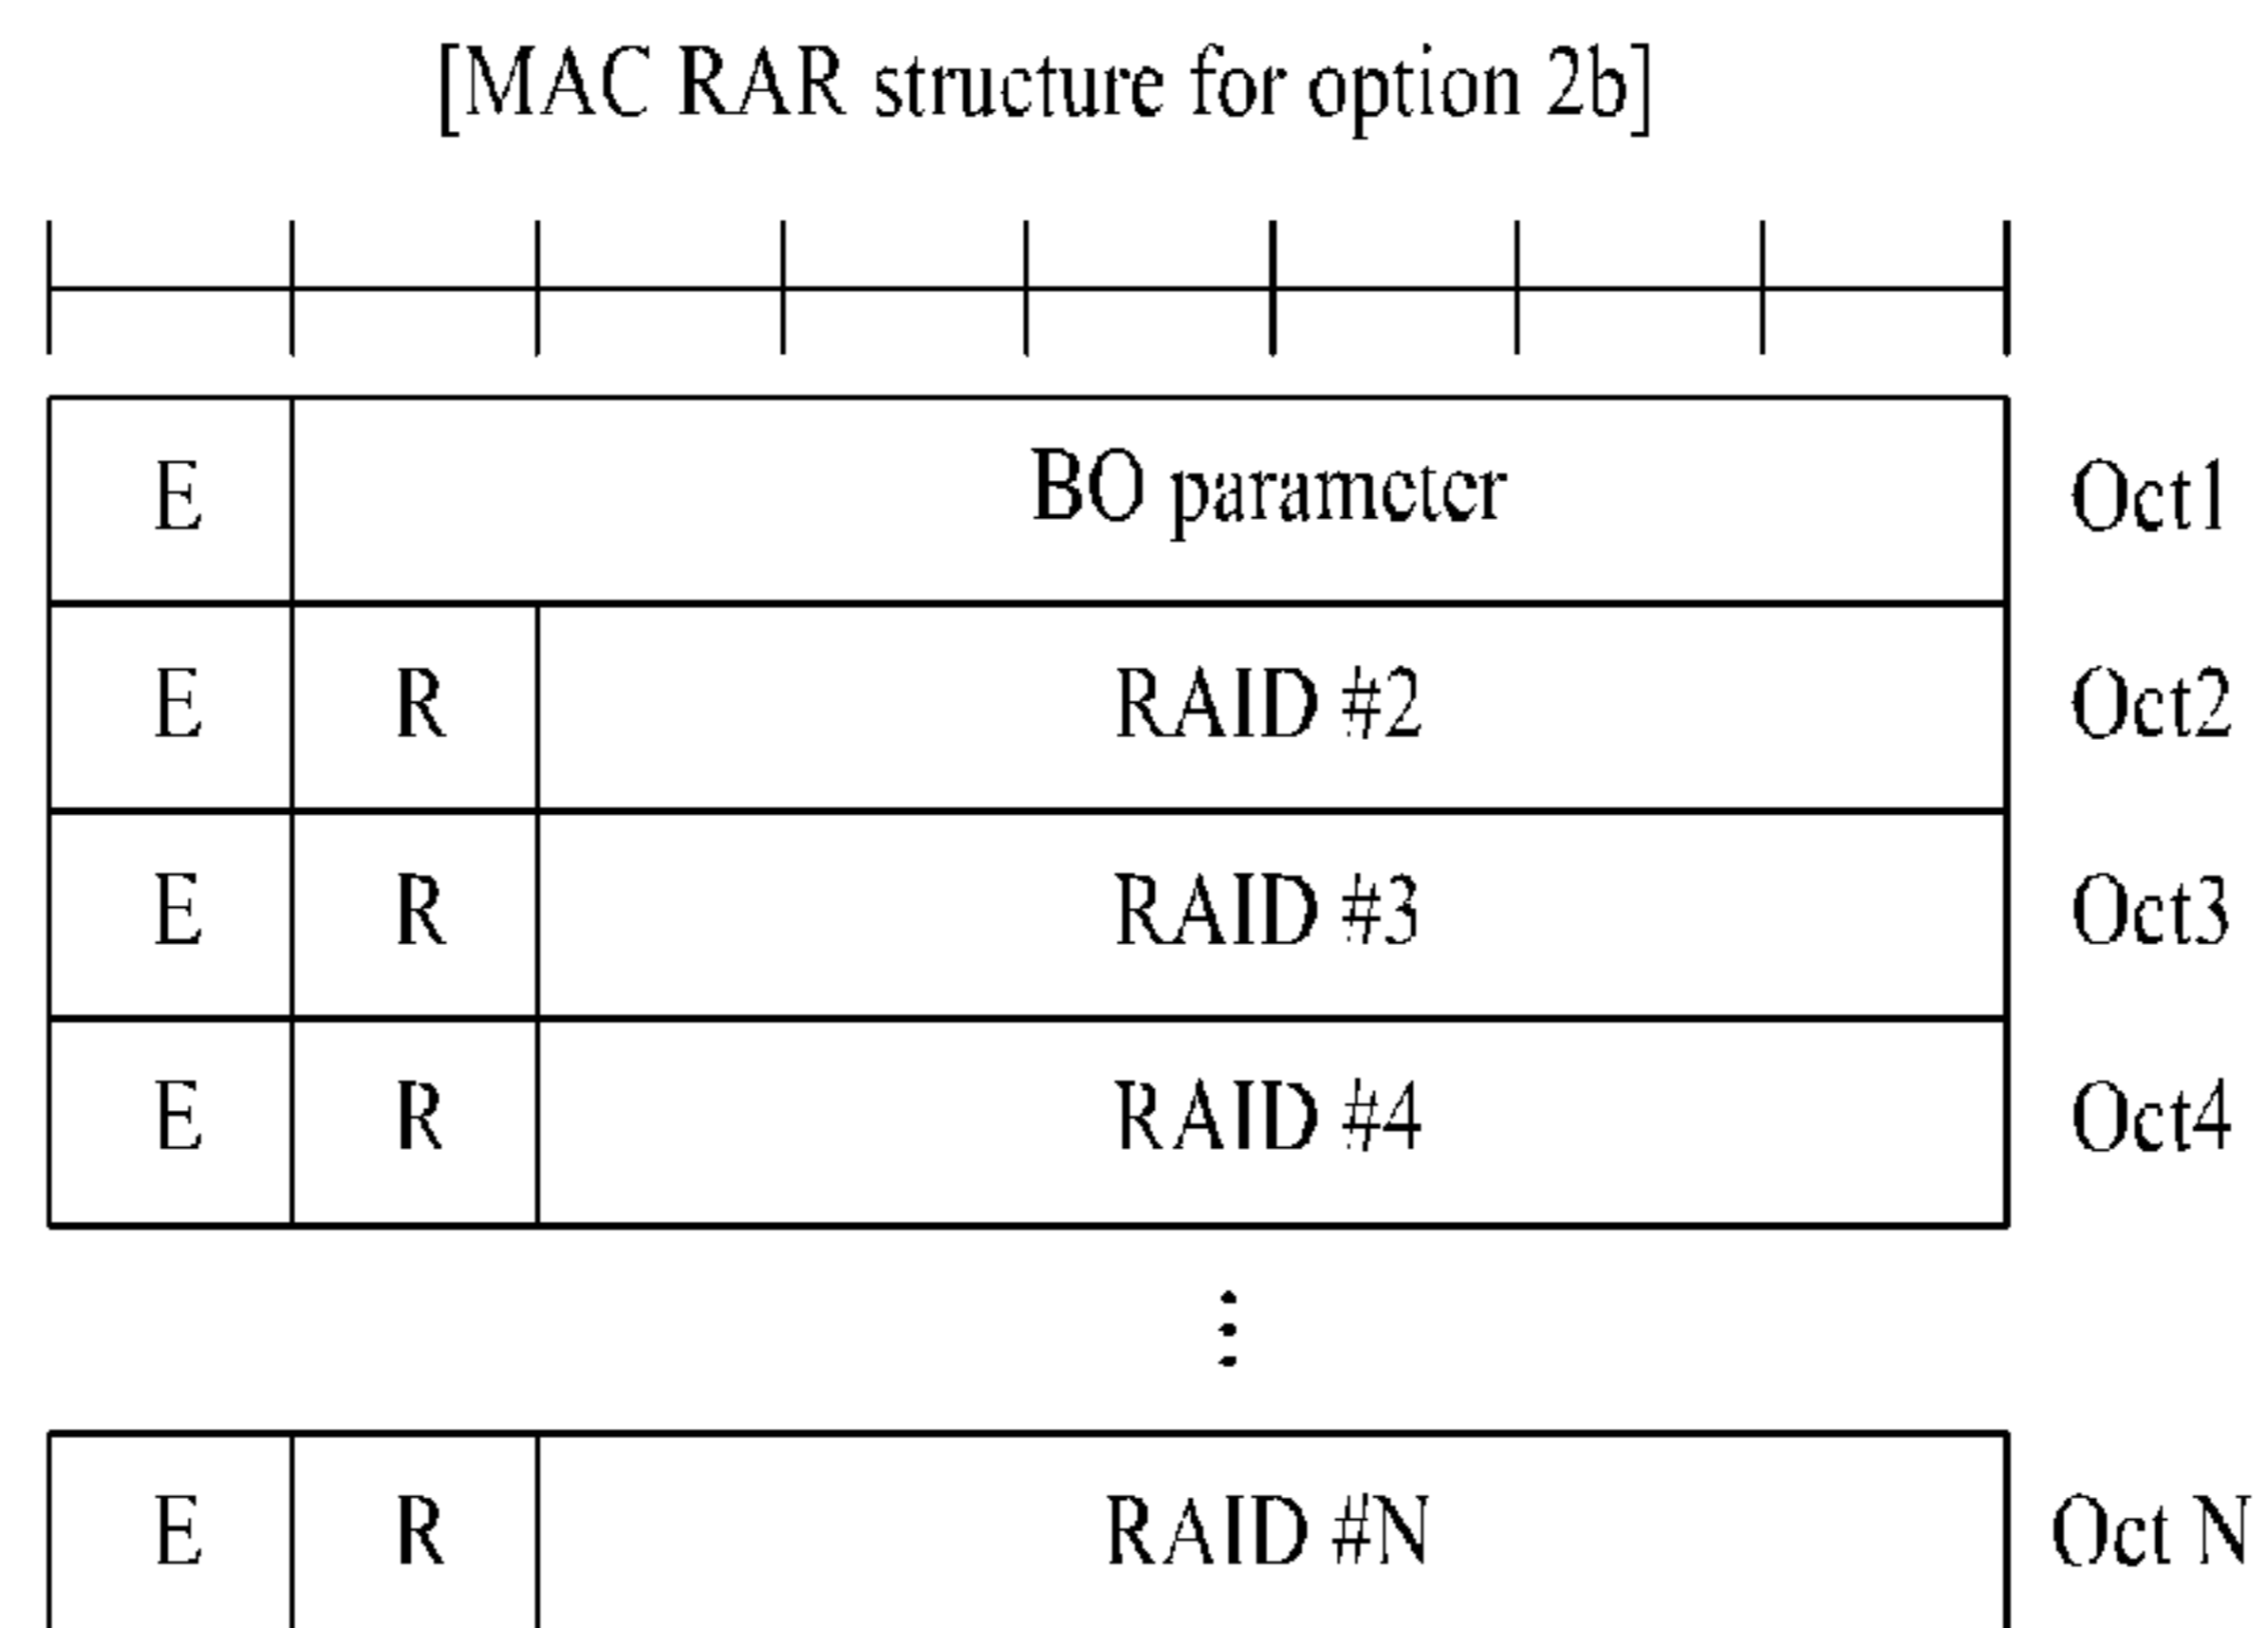 [MAC RAR structure for option 2b]
E BO parameter Oct1
E R RAID #2 Oct2
E R RAID #3 Oct3
E R RAID #4 Oct4
E R RAID #N Oct N